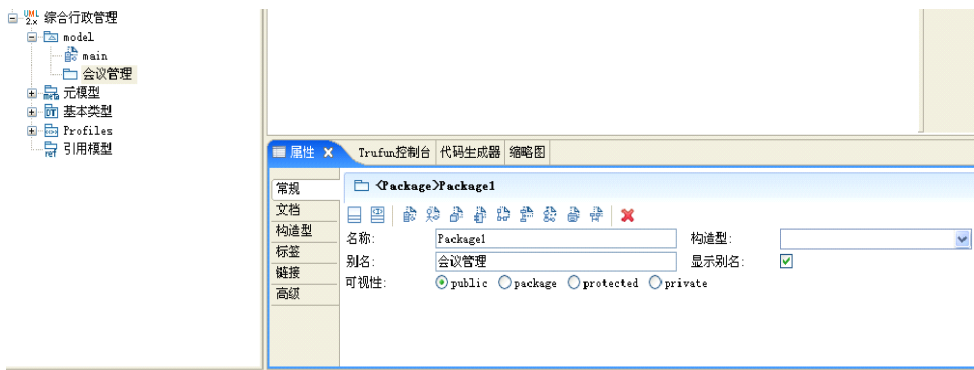 UML 2.x 综合行政管理
model
main
会议管理
meta 元模型
DT 基本类型
Profiles
ref 引用模型
属性 Trufun控制台 代码生成器 缩略图
常规
文档
构造型
标签
链接
高级
<Package>Package1
名称: Package1 构造型:
别名: 会议管理 显示别名:
可视性: public package protected private